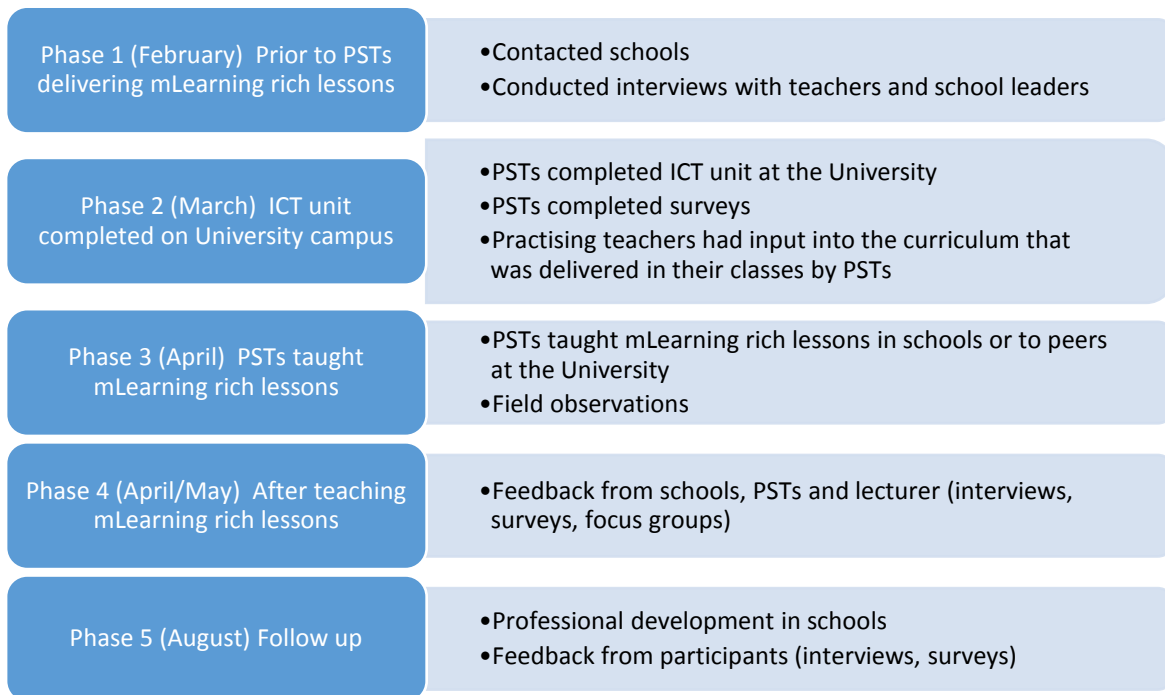 Phase 1 (February)  Prior to PSTs
delivering mLearning rich lessons
•Contacted schools
•Conducted interviews with teachers and school leaders
Phase 2 (March)  ICT unit
completed on University campus
•PSTs completed ICT unit at the University
•PSTs completed surveys
•Practising teachers had input into the curriculum that
was delivered in their classes by PSTs
Phase 3 (April)  PSTs taught
mLearning rich lessons
•PSTs taught mLearning rich lessons in schools or to peers
at the University
•Field observations
Phase 4 (April/May)  After teaching
mLearning rich lessons
•Feedback from schools, PSTs and lecturer (interviews,
surveys, focus groups)
Phase 5 (August) Follow up
•Professional development in schools
•Feedback from participants (interviews, surveys)